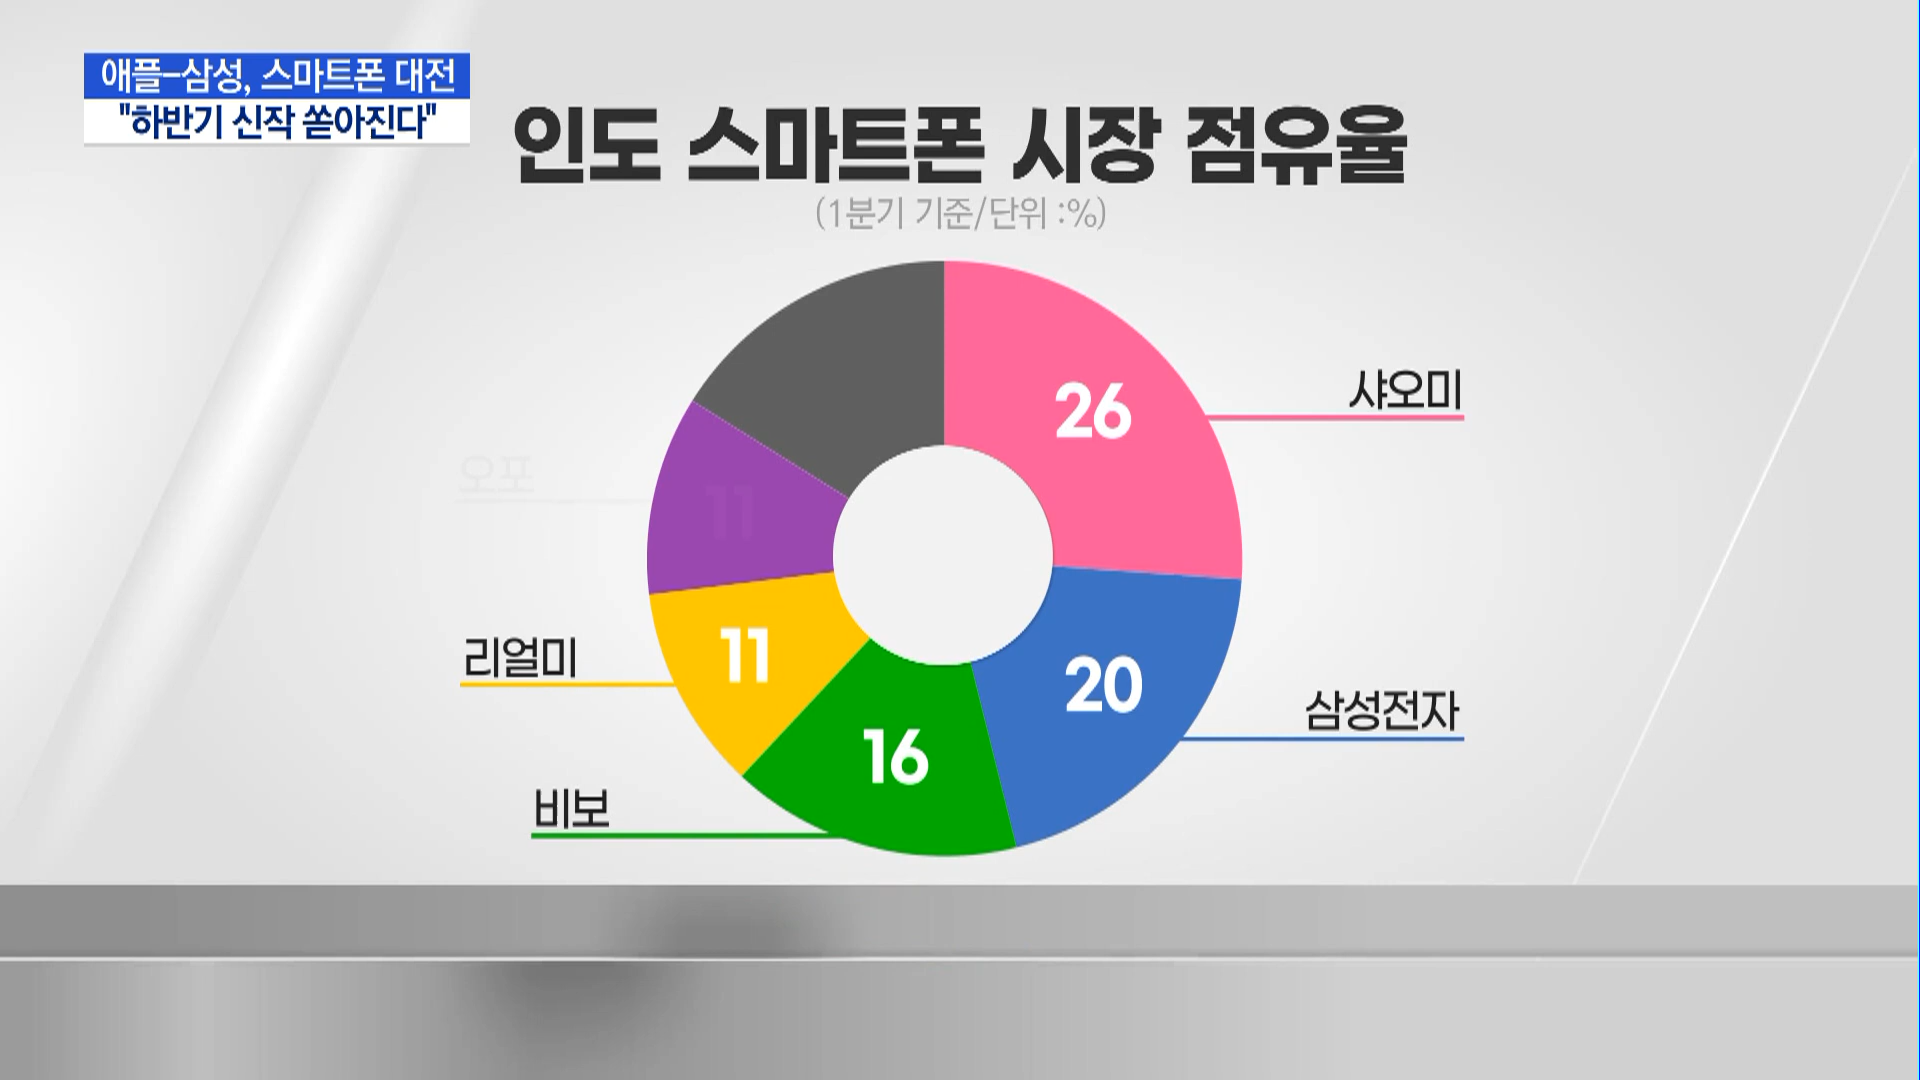 애플-삼성, 스마트폰 대전
"하반기 신작 쏟아진다"
인도 스마트폰 시장 점유율
(1분기 기준/단위 :%)
26
샤오미
오포
11
리얼미
11
20
삼성전자
16
비보